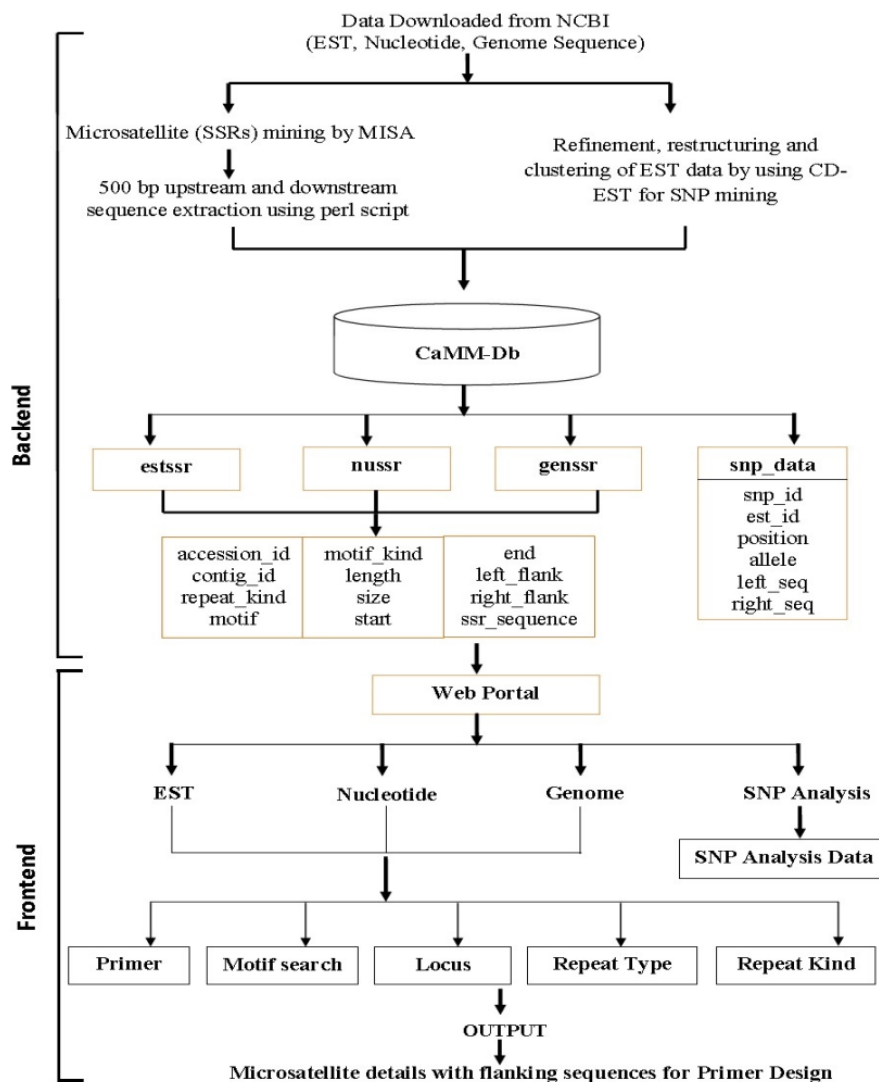 Data Downloaded from NCBI
(EST, Nucleotide, Genome Sequence)
Microsatellite (SSRs) mining by MISA
500 bp upstream and downstream
sequence extraction using perl script
Refinement, restructuring and
clustering of EST data by using CD-
EST for SNP mining
CaMM-Db
Backend
estssr
nussr
genssr
snp_data
snp_id
est_id
position
allele
left_seq
right_seq
accession_id
contig_id
repeat_kind
motif
motif_kind
length
size
start
end
left_flank
right_flank
ssr_sequence
Frontend
Web Portal
EST
Nucleotide
Genome
SNP Analysis
SNP Analysis Data
Primer
Motif search
Locus
Repeat Type
Repeat Kind
OUTPUT
Microsatellite details with flanking sequences for Primer Design